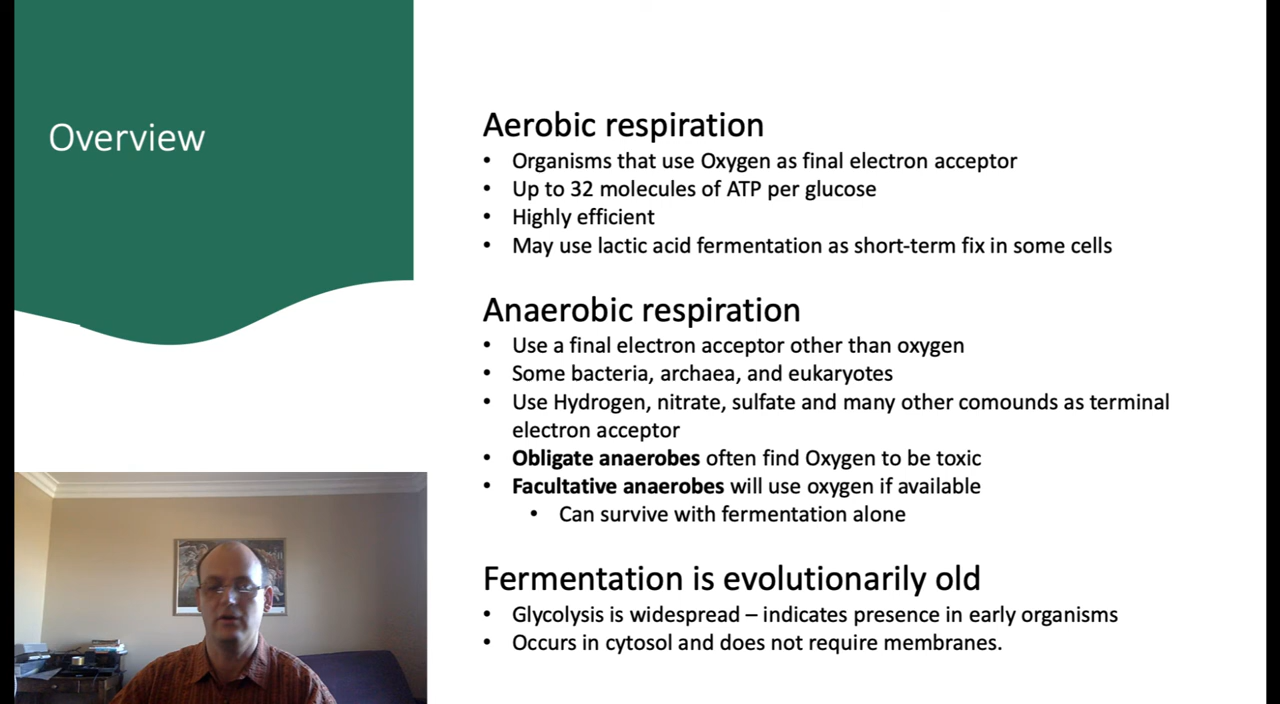 Overview
Aerobic respiration
• Organisms that use Oxygen as final electron acceptor
• Up to 32 molecules of ATP per glucose
• Highly efficient
• May use lactic acid fermentation as short-term fix in some cells
Anaerobic respiration
• Use a final electron acceptor other than oxygen
• Some bacteria, archaea, and eukaryotes
• Use Hydrogen, nitrate, sulfate and many other comounds as terminal
electron acceptor
• Obligate anaerobes often find Oxygen to be toxic
• Facultative anaerobes will use oxygen if available
• Can survive with fermentation alone
Fermentation is evolutionarily old
• Glycolysis is widespread – indicates presence in early organisms
• Occurs in cytosol and does not require membranes.